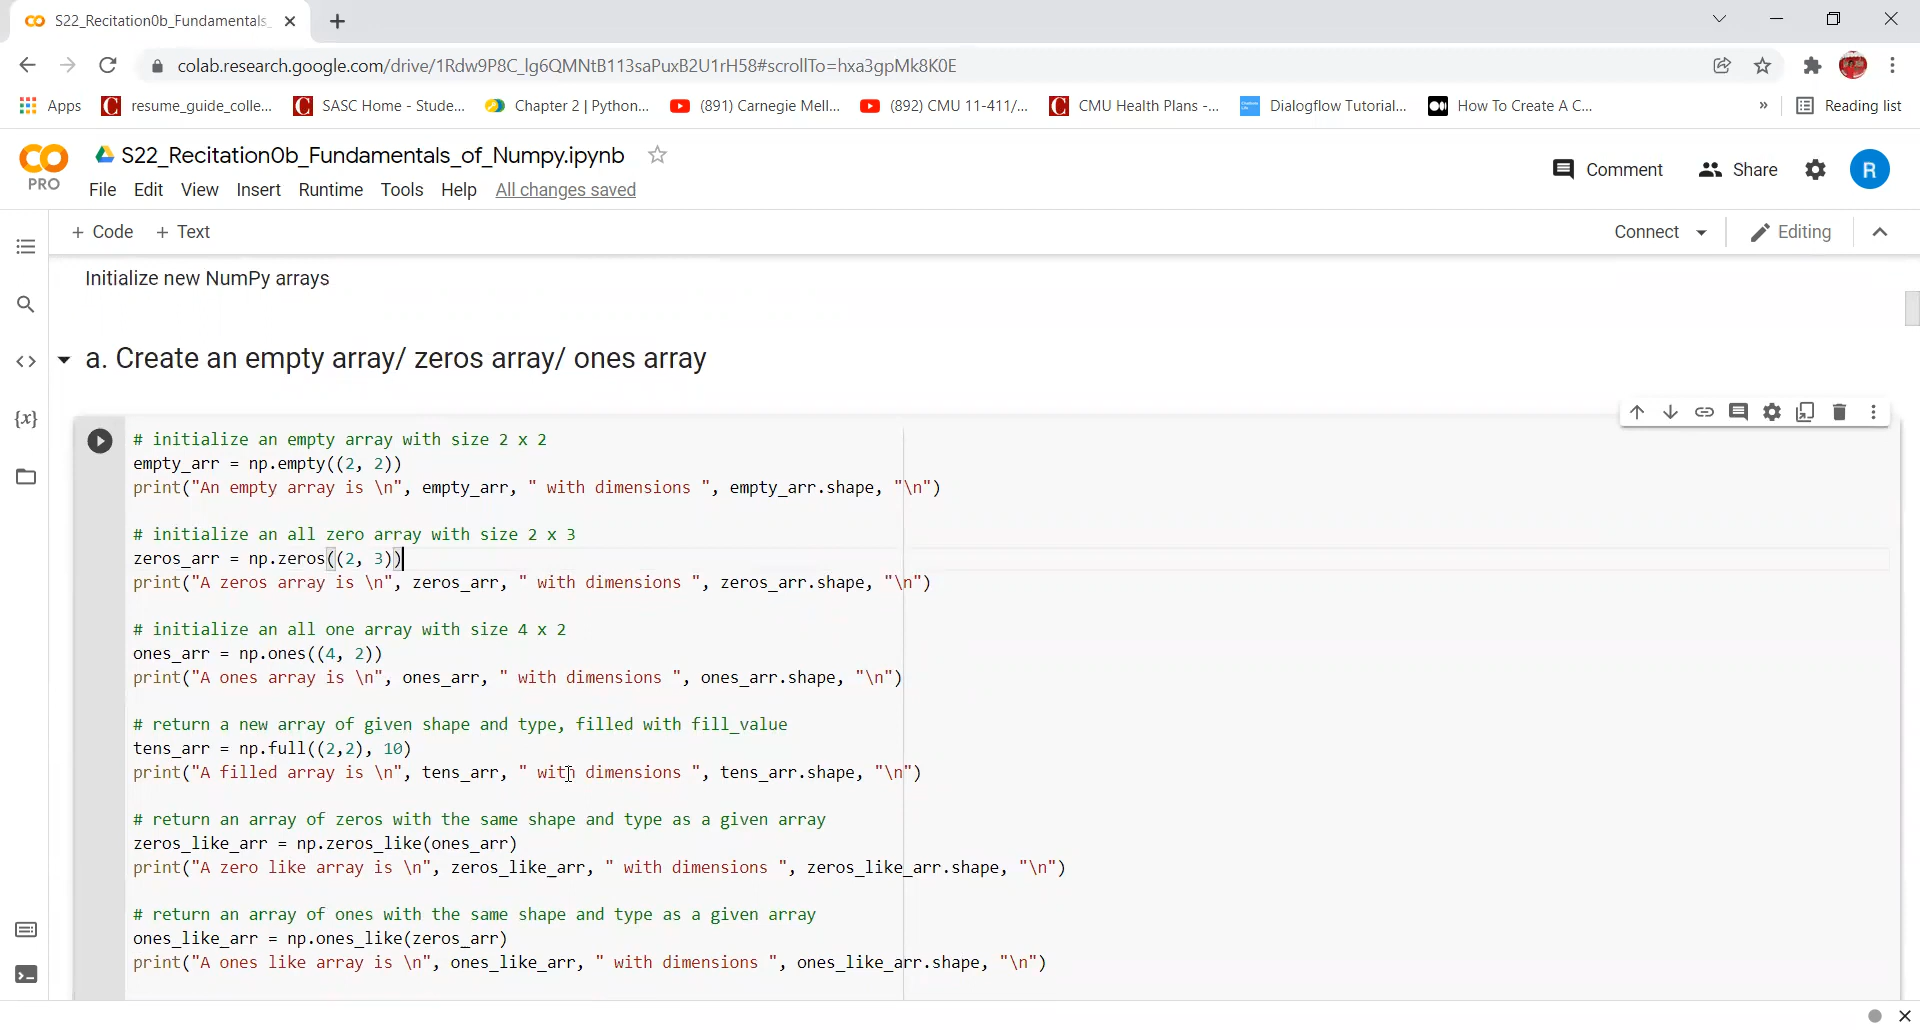 S22_Recitation0b_Fundamentals_
colab.research.google.com/drive/1Rdw9P8C_lg6QMNtB113saPuxB2U1rH58#scrollTo=hxa3gpMk8K0E
Apps resume_guide_colle... SASC Home - Stude... Chapter 2 | Python... (891) Carnegie Mell... (892) CMU 11-411/... CMU Health Plans -... Dialogflow Tutorial... How To Create A C... » Reading list
S22_Recitation0b_Fundamentals_of_Numpy.ipynb
PRO
File Edit View Insert Runtime Tools Help All changes saved
Comment Share R
+ Code + Text Connect Editing
Initialize new NumPy arrays
a. Create an empty array/ zeros array/ ones array
# initialize an empty array with size 2 x 2
empty_arr = np.empty((2, 2))
print("An empty array is \n", empty_arr, " with dimensions ", empty_arr.shape, "\n")
# initialize an all zero array with size 2 x 3
zeros_arr = np.zeros((2, 3))
print("A zeros array is \n", zeros_arr, " with dimensions ", zeros_arr.shape, "\n")
# initialize an all one array with size 4 x 2
ones_arr = np.ones((4, 2))
print("A ones array is \n", ones_arr, " with dimensions ", ones_arr.shape, "\n")
# return a new array of given shape and type, filled with fill_value
tens_arr = np.full((2,2), 10)
print("A filled array is \n", tens_arr, " with dimensions ", tens_arr.shape, "\n")
# return an array of zeros with the same shape and type as a given array
zeros_like_arr = np.zeros_like(ones_arr)
print("A zero like array is \n", zeros_like_arr, " with dimensions ", zeros_like_arr.shape, "\n")
# return an array of ones with the same shape and type as a given array
ones_like_arr = np.ones_like(zeros_arr)
print("A ones like array is \n", ones_like_arr, " with dimensions ", ones_like_arr.shape, "\n")